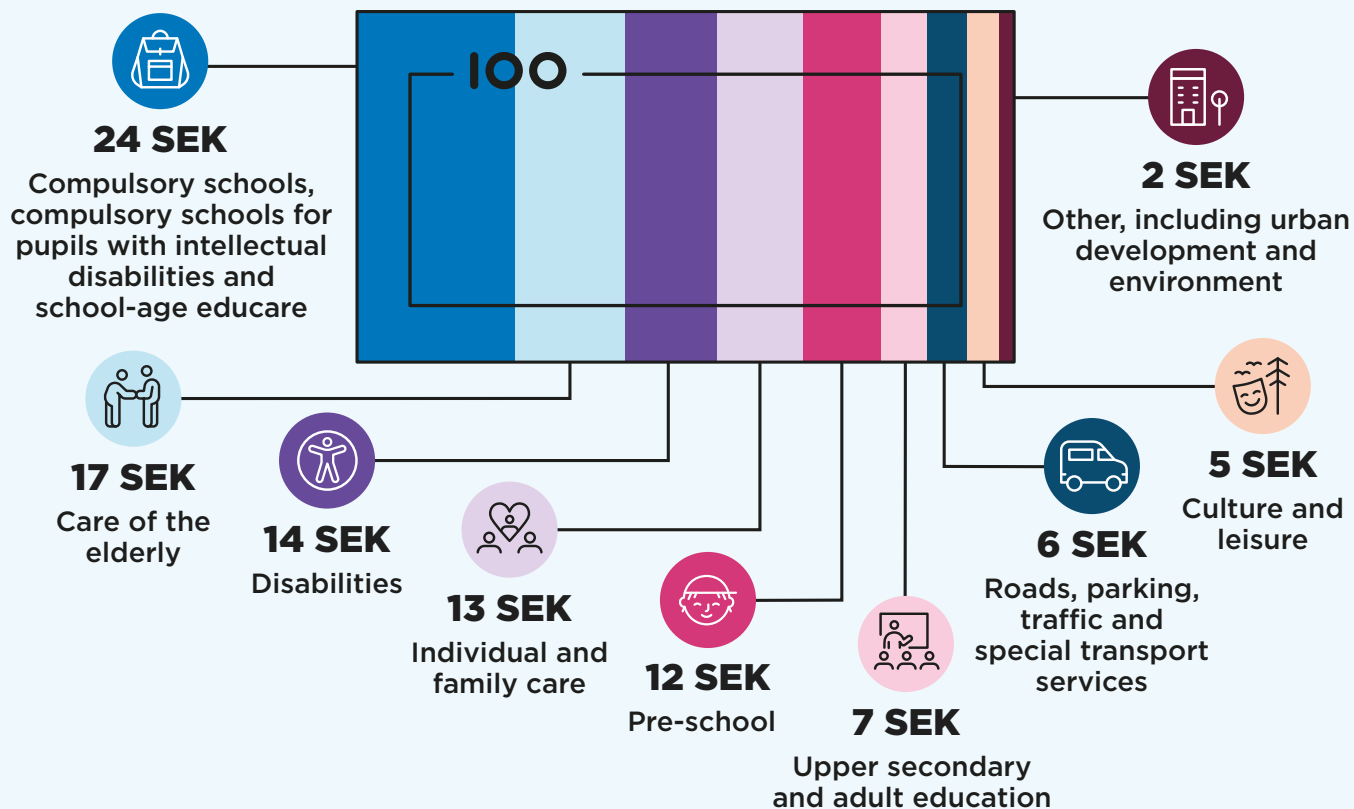 100
24 SEK
Compulsory schools,
compulsory schools for
pupils with intellectual
disabilities and
school-age educare
2 SEK
Other, including urban
development and
environment
17 SEK
Care of the
elderly
14 SEK
Disabilities
13 SEK
Individual and
family care
12 SEK
Pre-school
7 SEK
Upper secondary
and adult education
6 SEK
Roads, parking,
traffic and
special transport
services
5 SEK
Culture and
leisure